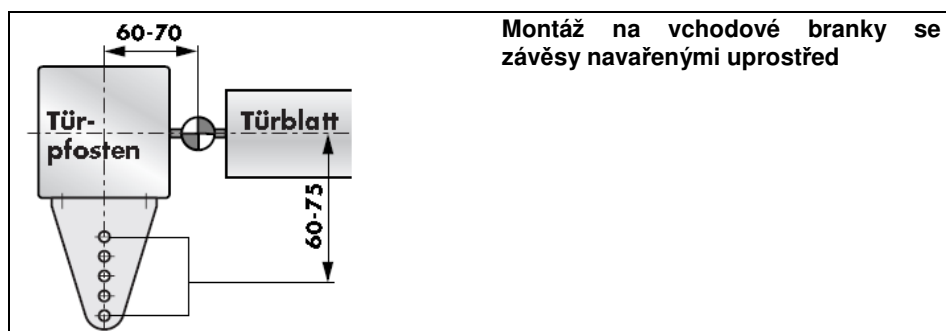 60-70
Montáž na vchodové branky se
závěsy navařenými uprostřed
Tür-
pfosten
Türblatt
60-75